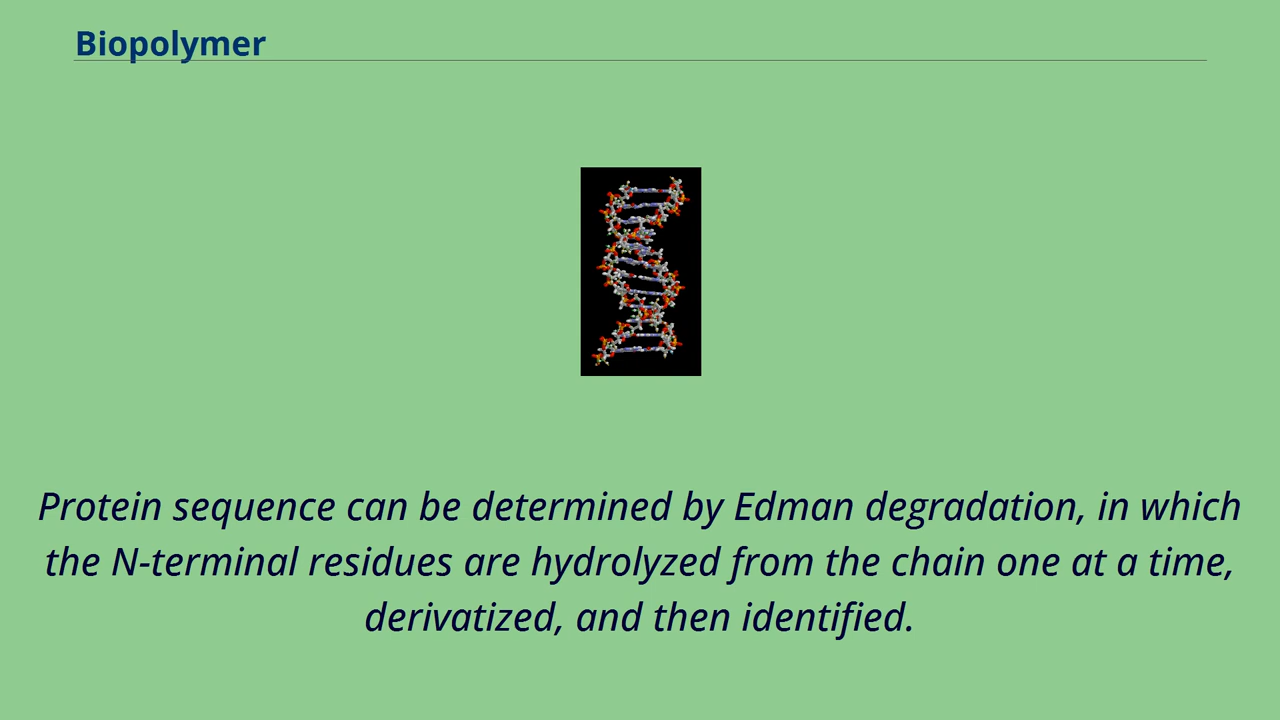 Biopolymer
Protein sequence can be determined by Edman degradation, in which
the N-terminal residues are hydrolyzed from the chain one at a time,
derivatized, and then identified.